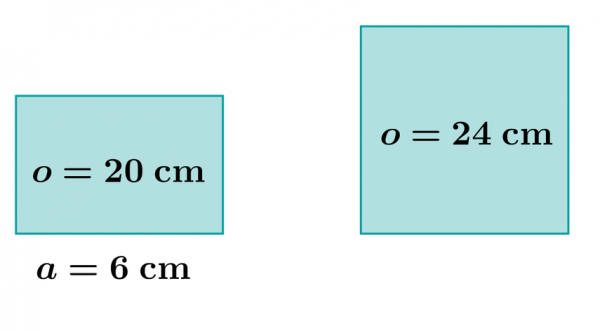 o = 20 cm
a = 6 cm
o = 24 cm